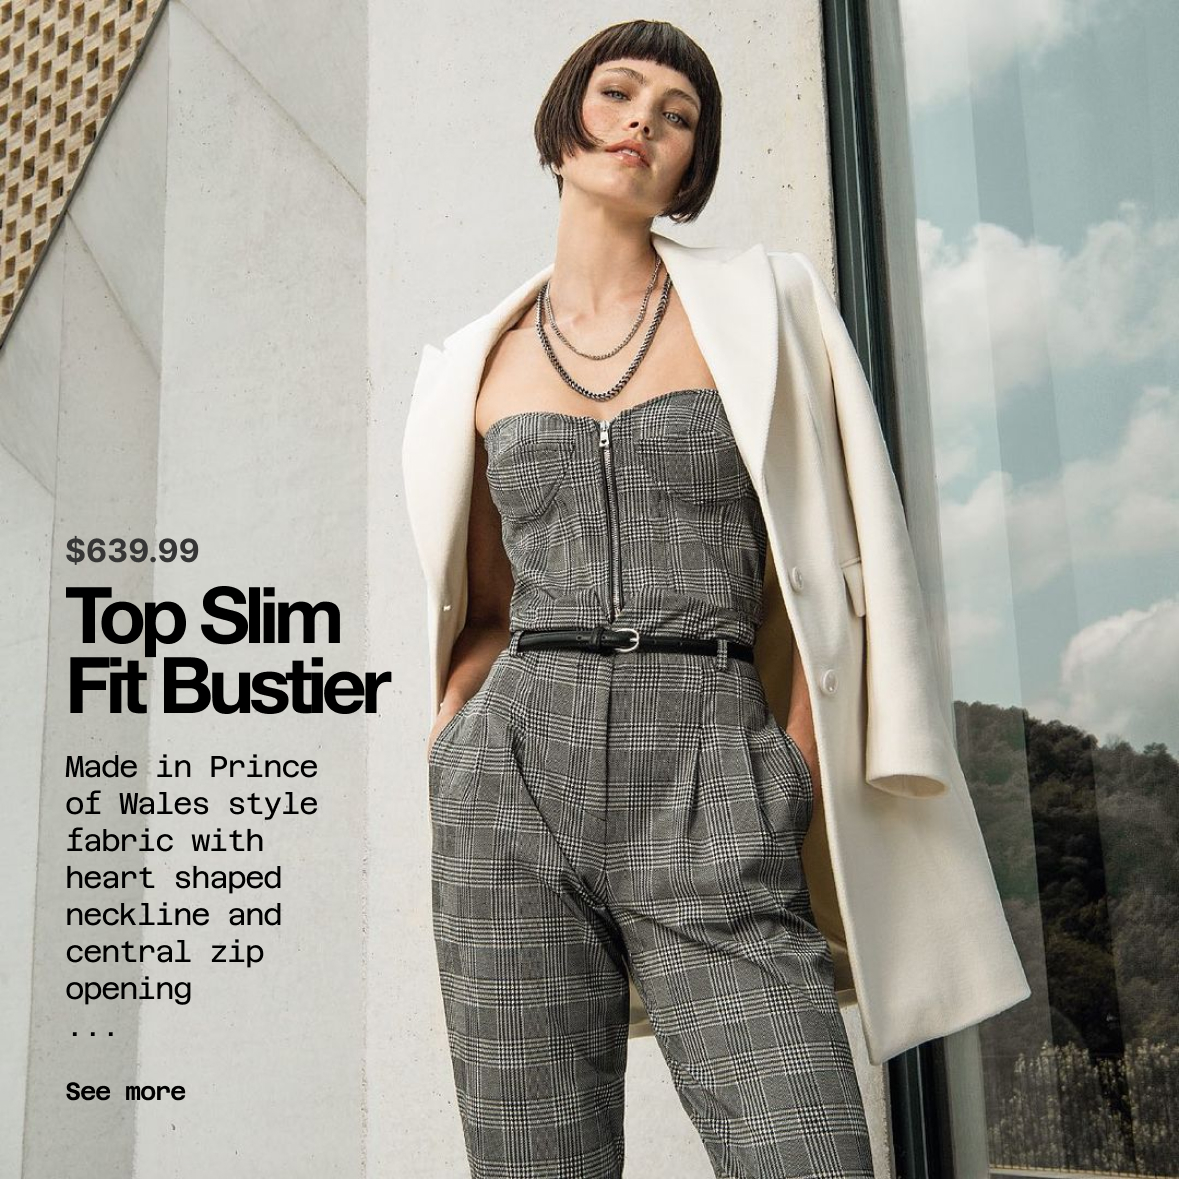 $639.99
Top Slim
Fit Bustier
Made in Prince
of Wales style
fabric with
heart shaped
neckline and
central zip
opening
...
See more